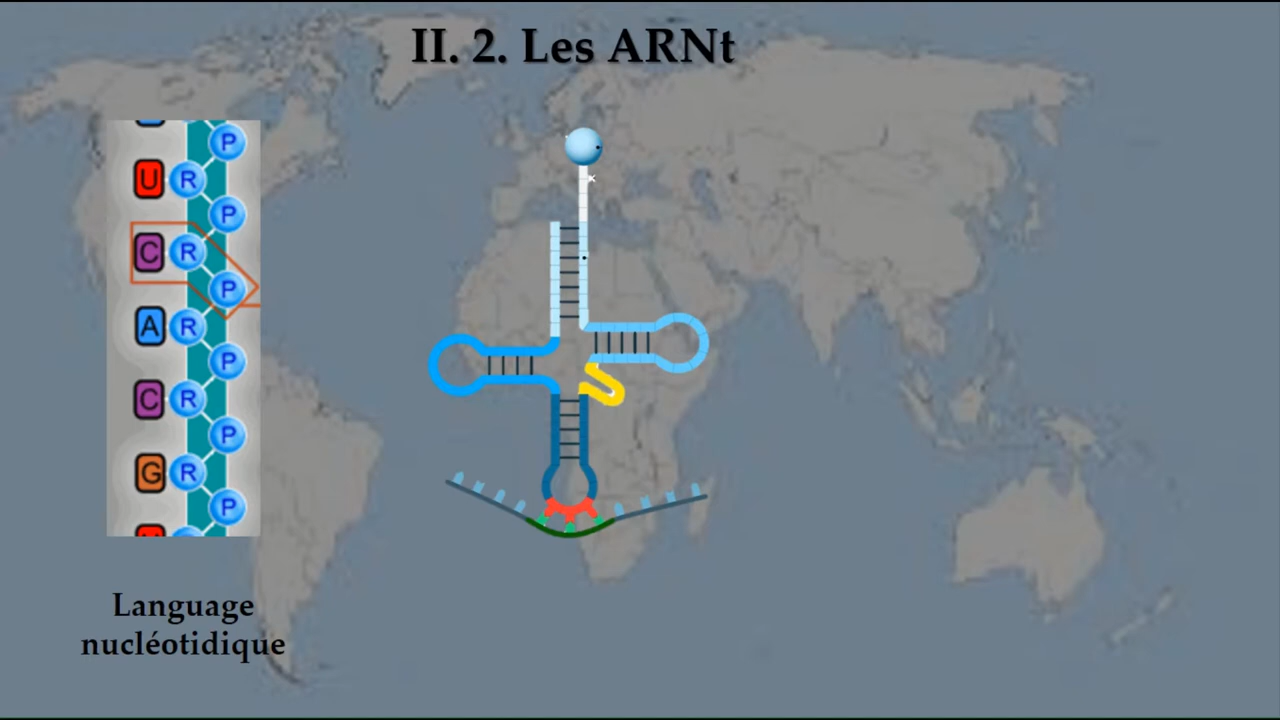 II. 2. Les ARNt
P
U R
P
C R
P
A R
P
C R
P
G R
P
Language
nucléotidique